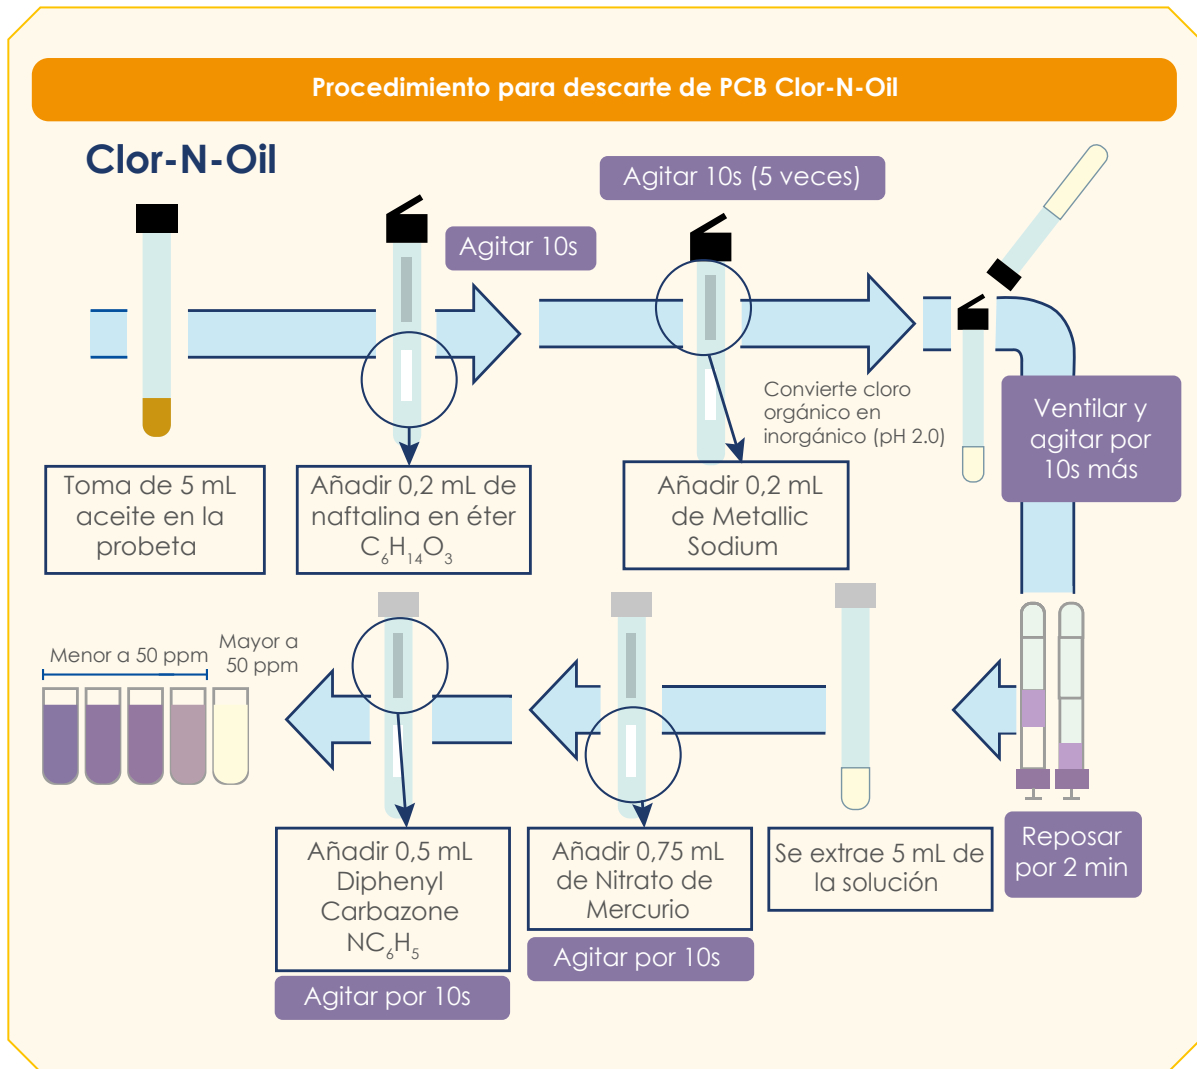 Procedimiento para descarte de PCB Clor-N-Oil
Clor-N-Oil
Agitar 10s
Agitar 10s (5 veces)
Toma de 5 mL
aceite en la
probeta
Añadir 0,2 mL de
naftalina en éter
C₆H₁₄O₃
Convierte cloro
orgánico en
inorgánico (pH 2.0)
Añadir 0,2 mL
de Metallic
Sodium
Ventilar y
agitar por
10s más
Reposar
por 2 min
Se extrae 5 mL de
la solución
Añadir 0,75 mL
de Nitrato de
Mercurio
Agitar por 10s
Añadir 0,5 mL
Diphenyl
Carbazone
NC₆H₅
Agitar por 10s
Menor a 50 ppm
Mayor a
50 ppm